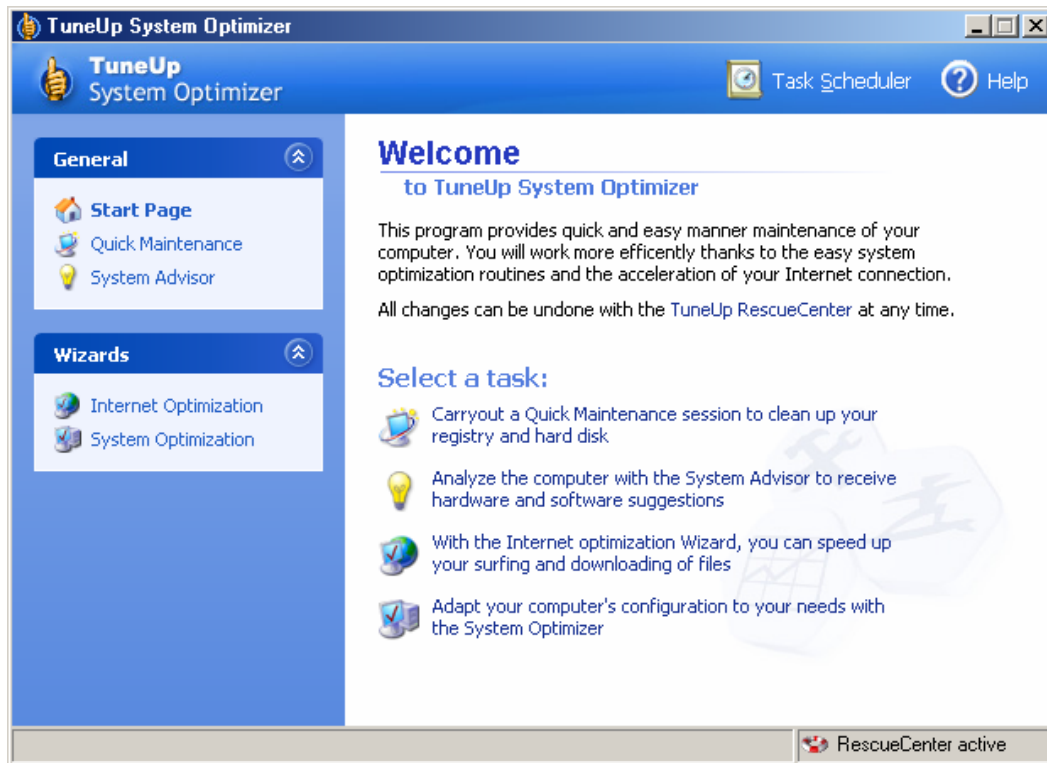 TuneUp System Optimizer
TuneUp
System Optimizer
Task Scheduler
Help
General
Start Page
Quick Maintenance
System Advisor
Wizards
Internet Optimization
System Optimization
Welcome
to TuneUp System Optimizer
This program provides quick and easy manner maintenance of your
computer. You will work more efficently thanks to the easy system
optimization routines and the acceleration of your Internet connection.
All changes can be undone with the TuneUp RescueCenter at any time.
Select a task:
Carryout a Quick Maintenance session to clean up your
registry and hard disk
Analyze the computer with the System Advisor to receive
hardware and software suggestions
With the Internet optimization Wizard, you can speed up
your surfing and downloading of files
Adapt your computer's configuration to your needs with
the System Optimizer
RescueCenter active